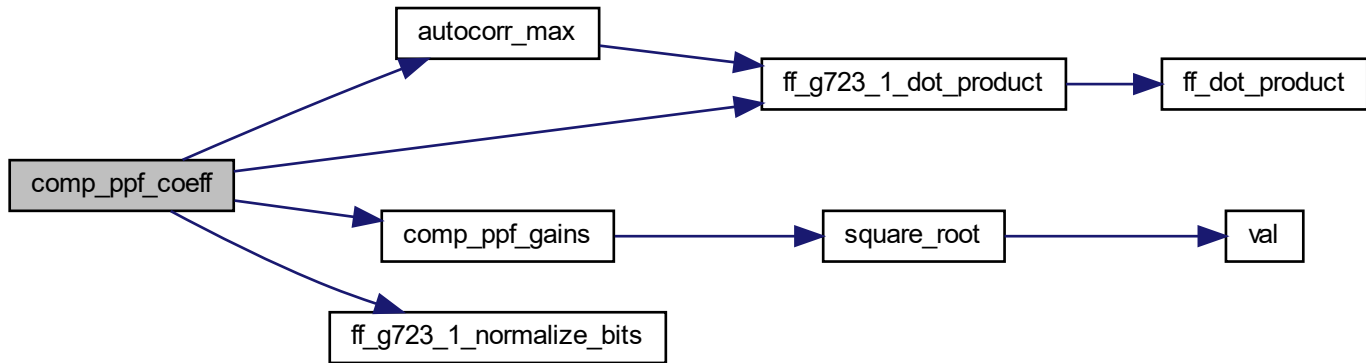 autocorr_max
ff_g723_1_dot_product
ff_dot_product
comp_ppf_coeff
comp_ppf_gains
square_root
val
ff_g723_1_normalize_bits